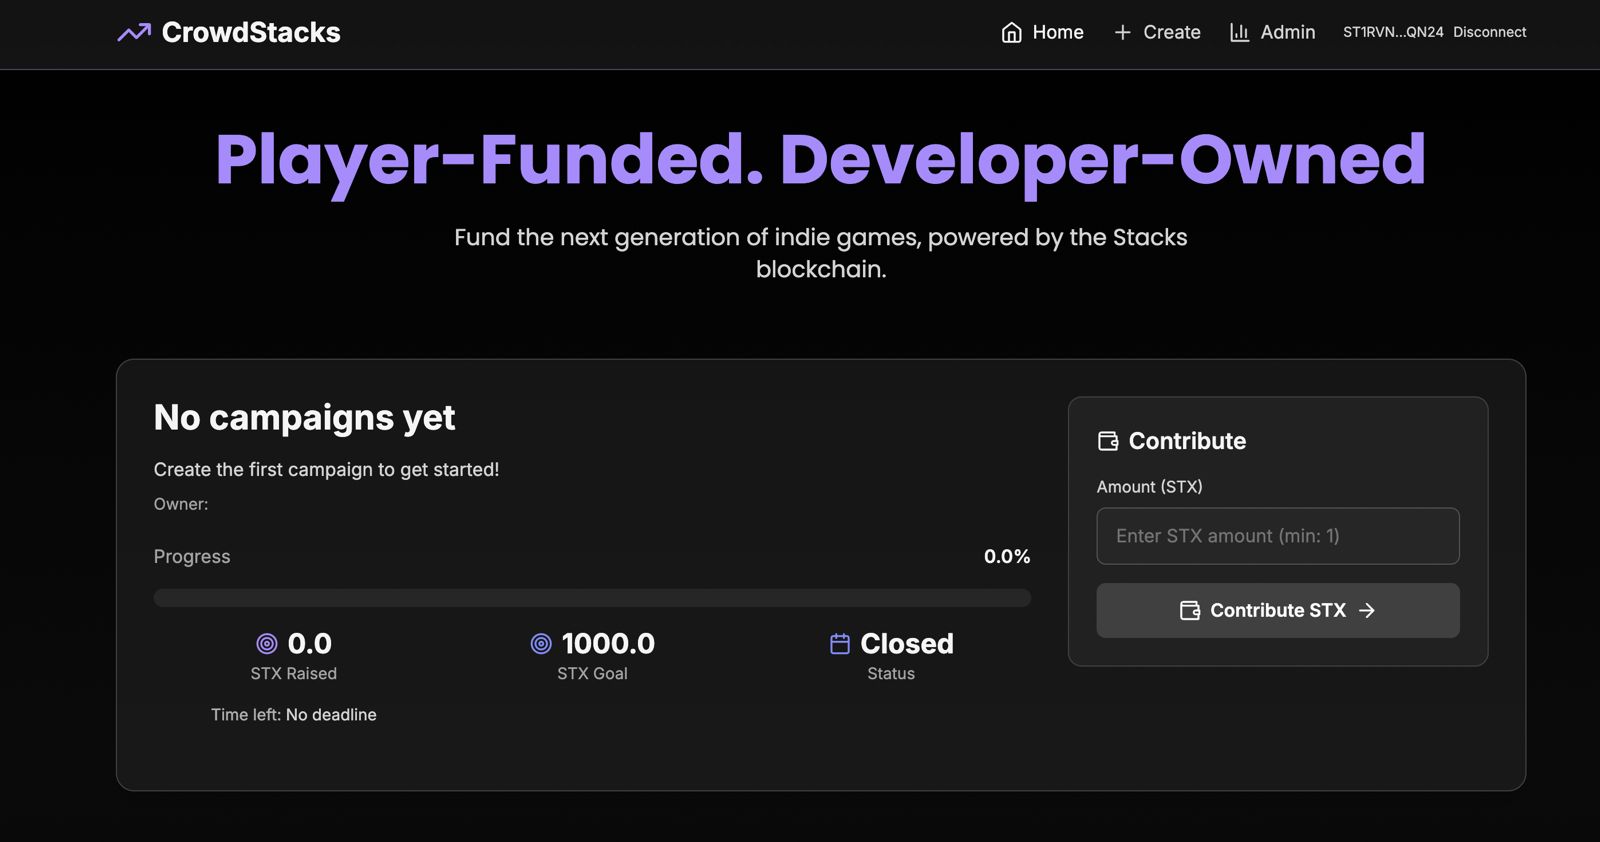 CrowdStacks
Home
Create
Admin
ST1RVN...QN24
Disconnect
Player-Funded. Developer-Owned
Fund the next generation of indie games, powered by the Stacks
blockchain.
No campaigns yet
Create the first campaign to get started!
Owner:
Progress
0.0%
0.0
STX Raised
1000.0
STX Goal
Closed
Status
Time left: No deadline
Contribute
Amount (STX)
Enter STX amount (min: 1)
Contribute STX